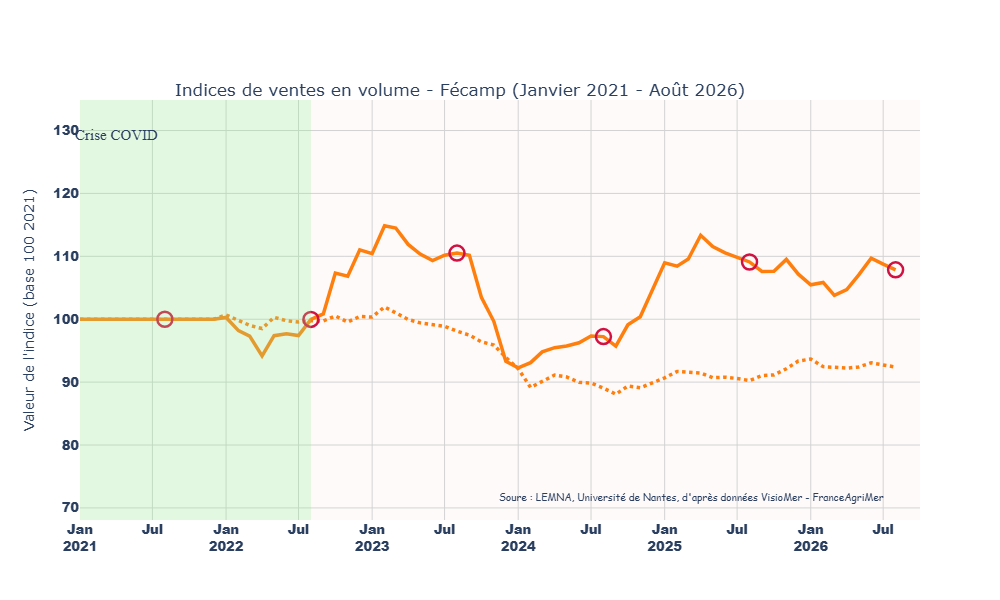 Indices de ventes en volume - Fécamp (Janvier 2021 - Août 2026)
Valeur de l'indice (base 100 2021)
130
Crise COVID
120
110
100
90
80
70
Soure : LEMNA, Université de Nantes, d'après données VisioMer - FranceAgriMer
Jan Jul Jan Jul Jan Jul Jan Jul Jan Jul Jan Jul
2021 2022 2023 2024 2025 2026